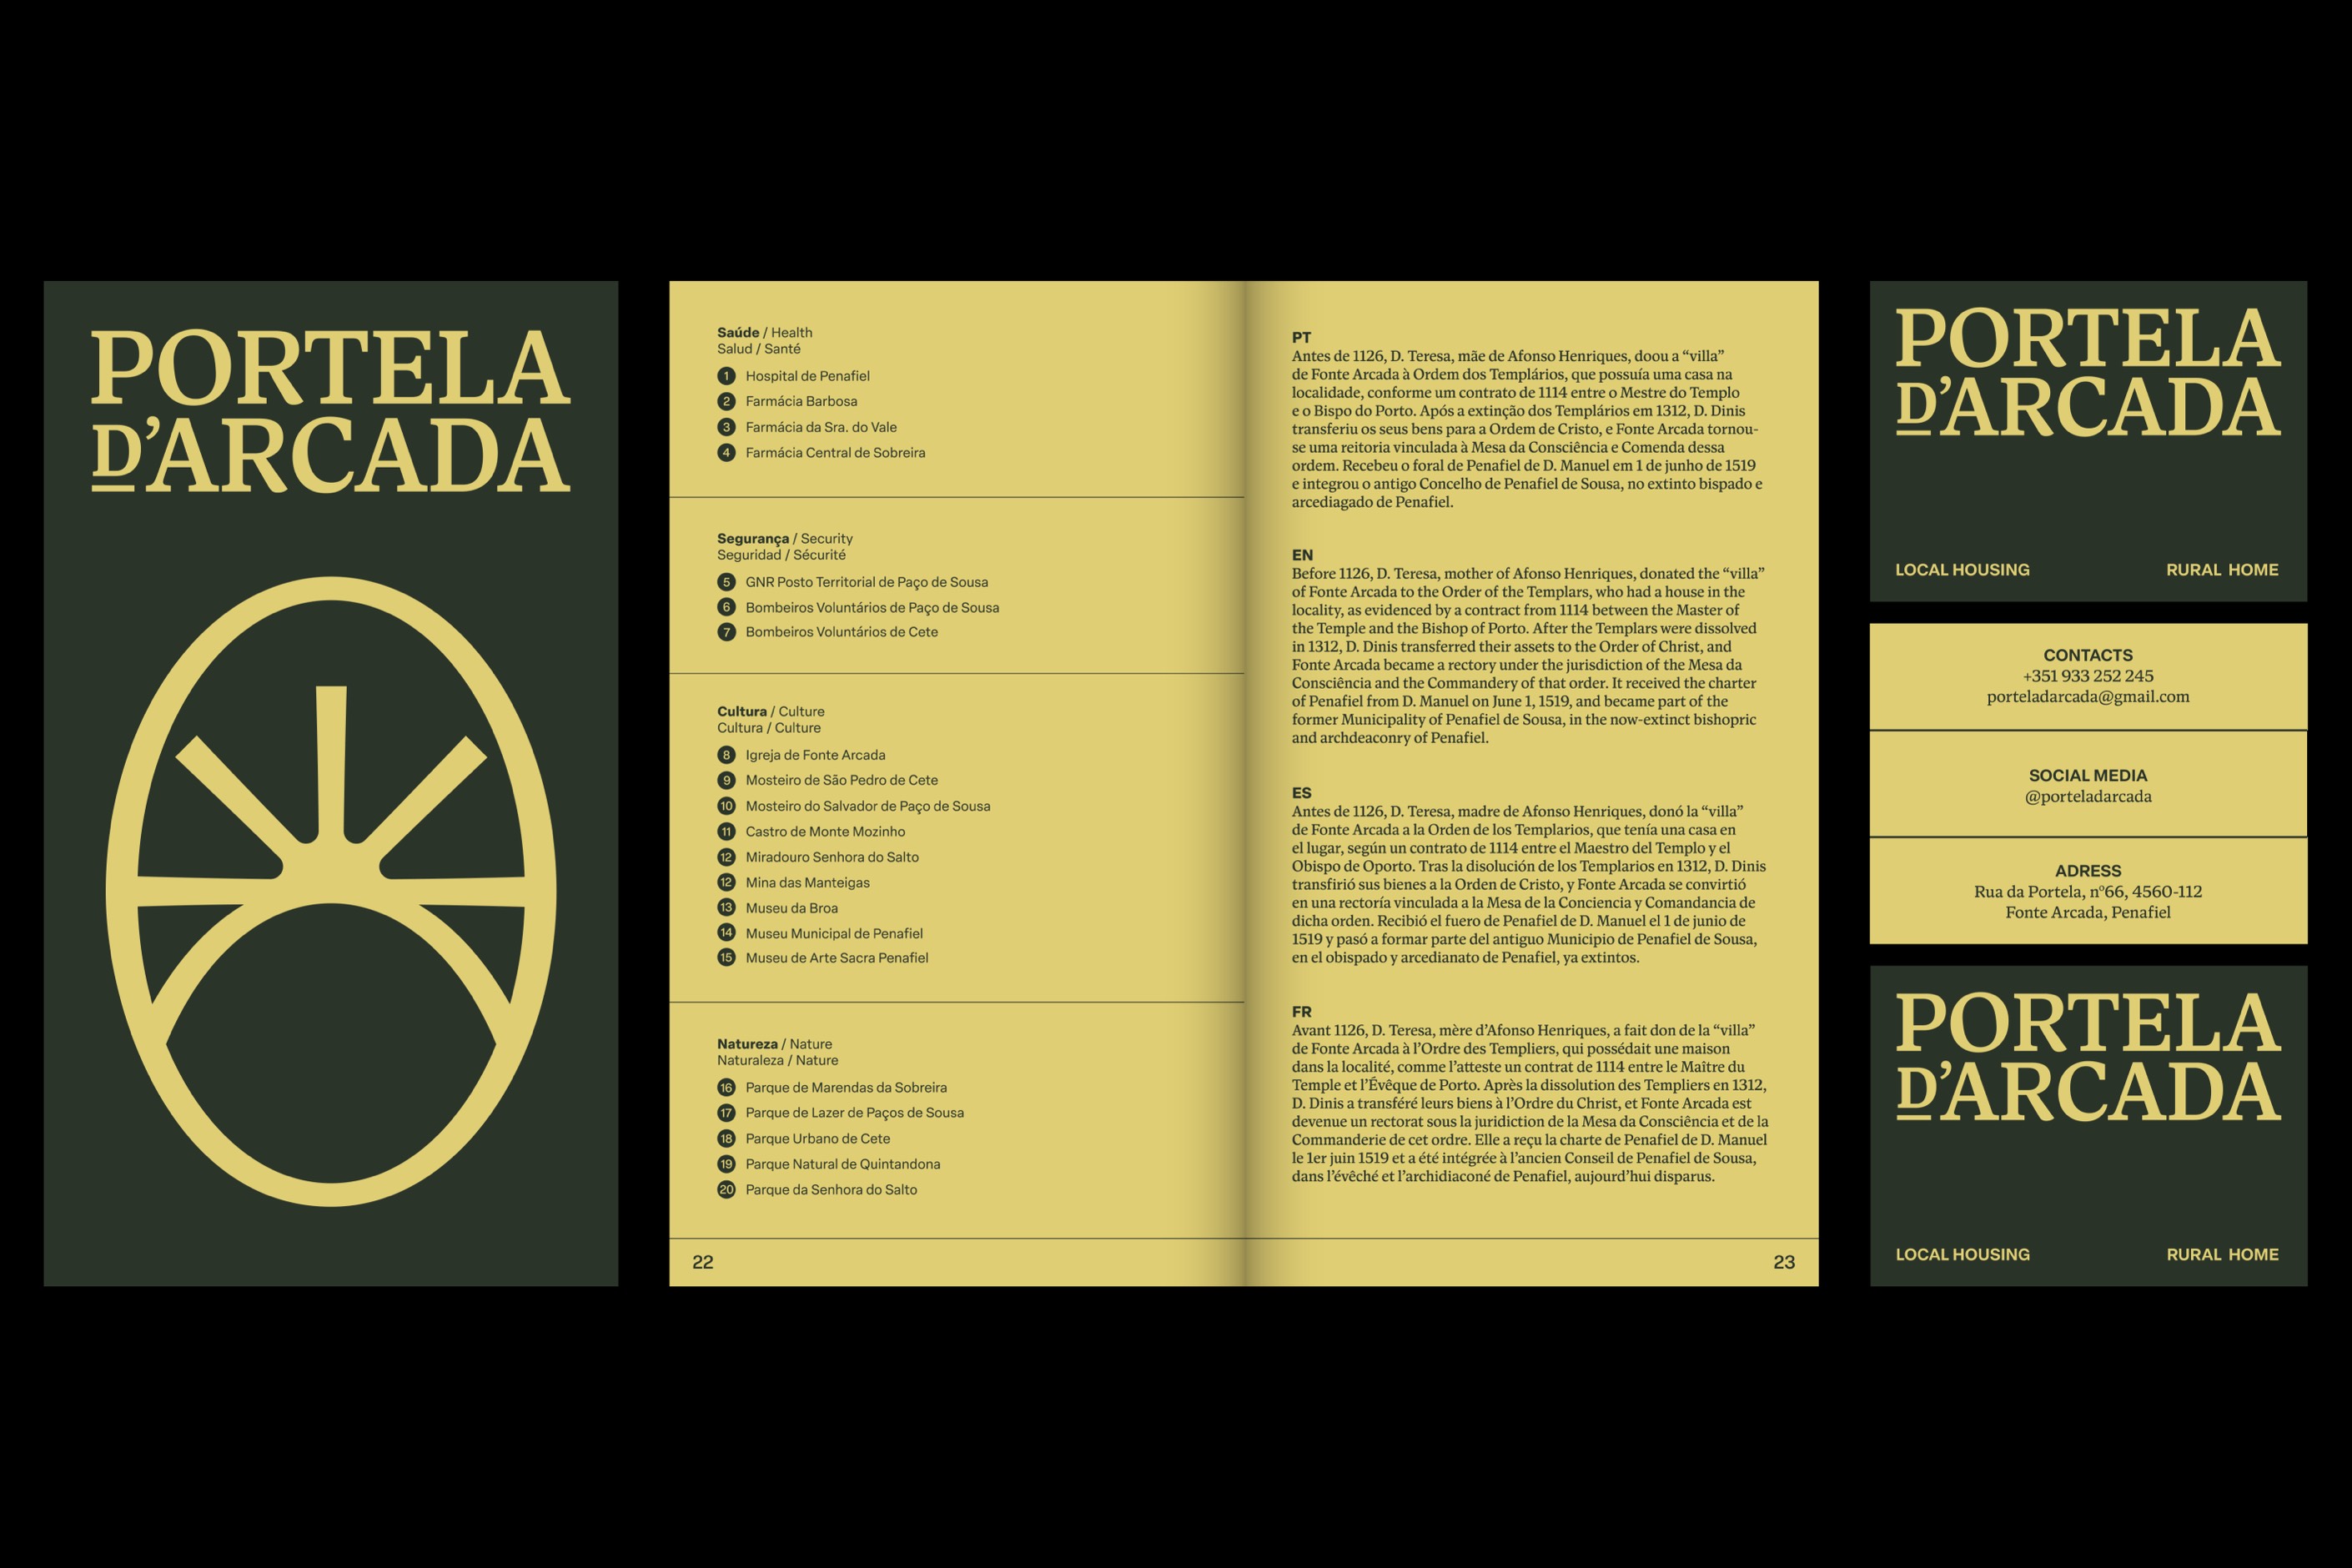 PORTELA
D’ARCADA
Saúde / Health
Salud / Santé
1 Hospital de Penafiel
2 Farmácia Barbosa
3 Farmácia da Sra. do Vale
4 Farmácia Central de Sobreira
Segurança / Security
Seguridad / Sécurité
5 GNR Posto Territorial de Paço de Sousa
6 Bombeiros Voluntários de Paço de Sousa
7 Bombeiros Voluntários de Cete
Cultura / Culture
Cultura / Culture
8 Igreja de Fonte Arcada
9 Mosteiro de São Pedro de Cete
10 Mosteiro do Salvador de Paço de Sousa
11 Castro de Monte Mozinho
12 Miradouro Senhora do Salto
12 Mina das Manteigas
13 Museu da Broa
14 Museu Municipal de Penafiel
15 Museu de Arte Sacra Penafiel
Natureza / Nature
Naturaleza / Nature
16 Parque de Marendas da Sobreira
17 Parque de Lazer de Paços de Sousa
18 Parque Urbano de Cete
19 Parque Natural de Quintandona
20 Parque da Senhora do Salto
22
PT
Antes de 1126, D. Teresa, mãe de Afonso Henriques, doou a “villa”
de Fonte Arcada à Ordem dos Templários, que possuía uma casa na
localidade, conforme um contrato de 1114 entre o Mestre do Templo
e o Bispo do Porto. Após a extinção dos Templários em 1312, D. Dinis
transferiu os seus bens para a Ordem de Cristo, e Fonte Arcada tornou-
se uma reitoria vinculada à Mesa da Consciência e Comenda dessa
ordem. Recebeu o foral de Penafiel de D. Manuel em 1 de junho de 1519
e integrou o antigo Concelho de Penafiel de Sousa, no extinto bispado e
arcediagado de Penafiel.
EN
Before 1126, D. Teresa, mother of Afonso Henriques, donated the “villa”
of Fonte Arcada to the Order of the Templars, who had a house in the
locality, as evidenced by a contract from 1114 between the Master of
the Temple and the Bishop of Porto. After the Templars were dissolved
in 1312, D. Dinis transferred their assets to the Order of Christ, and
Fonte Arcada became a rectory under the jurisdiction of the Mesa da
Consciência and the Commandery of that order. It received the charter
of Penafiel from D. Manuel on June 1, 1519, and became part of the
former Municipality of Penafiel de Sousa, in the now-extinct bishopric
and archdeaconry of Penafiel.
ES
Antes de 1126, D. Teresa, madre de Afonso Henriques, donó la “villa”
de Fonte Arcada a la Orden de los Templarios, que tenía una casa en
el lugar, según un contrato de 1114 entre el Maestro del Templo y el
Obispo de Oporto. Tras la disolución de los Templarios en 1312, D. Dinis
transfirió sus bienes a la Orden de Cristo, y Fonte Arcada se convirtió
en una rectoría vinculada a la Mesa de la Conciencia y Comandancia de
dicha orden. Recibió el fuero de Penafiel de D. Manuel el 1 de junio de
1519 y pasó a formar parte del antiguo Municipio de Penafiel de Sousa,
en el obispado y arcedianato de Penafiel, ya extintos.
FR
Avant 1126, D. Teresa, mère d’Afonso Henriques, a fait don de la “villa”
de Fonte Arcada à l’Ordre des Templiers, qui possédait une maison
dans la localité, comme l’atteste un contrat de 1114 entre le Maître du
Temple et l’Évêque de Porto. Après la dissolution des Templiers en 1312,
D. Dinis a transféré leurs biens à l’Ordre du Christ, et Fonte Arcada est
devenue un rectorat sous la juridiction de la Mesa da Consciência et de la
Commanderie de cet ordre. Elle a reçu la charte de Penafiel de D. Manuel
le 1er juin 1519 et a été intégrée à l’ancien Conseil de Penafiel de Sousa,
dans l’évêché et l’archidiaconé de Penafiel, aujourd’hui disparus.
23
PORTELA
D’ARCADA
LOCAL HOUSING RURAL HOME
CONTACTS
+351 933 252 245
porteladarcada@gmail.com
SOCIAL MEDIA
@porteladarcada
ADRESS
Rua da Portela, nº66, 4560-112
Fonte Arcada, Penafiel
PORTELA
D’ARCADA
LOCAL HOUSING RURAL HOME